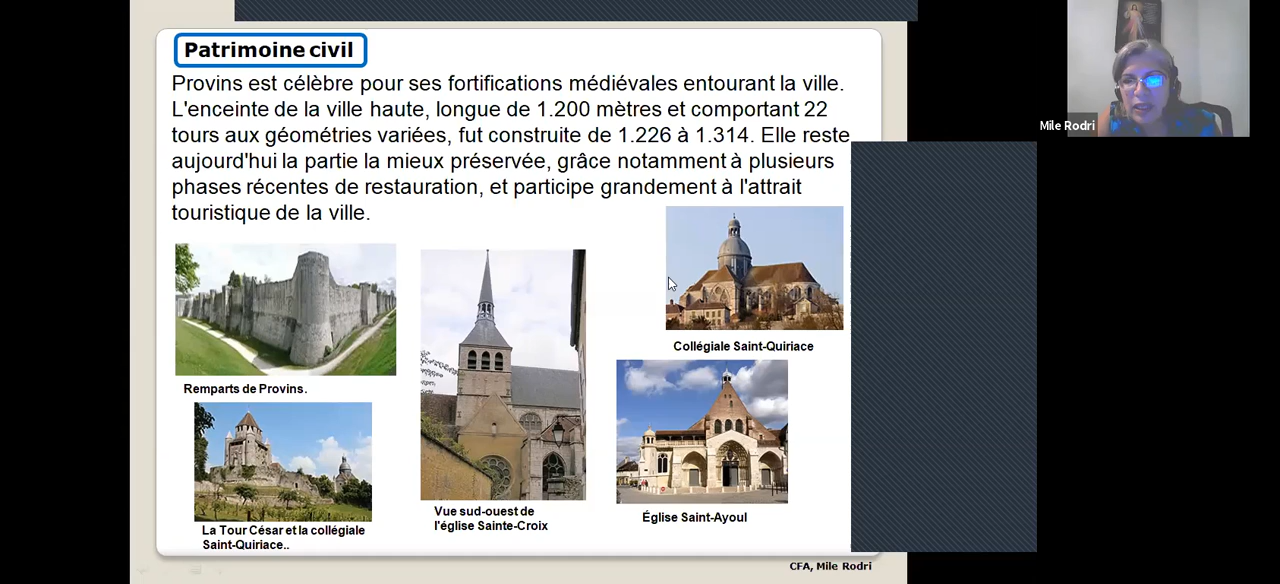 Patrimoine civil
Provins est célèbre pour ses fortifications médiévales entourant la ville.
L'enceinte de la ville haute, longue de 1.200 mètres et comportant 22
tours aux géométries variées, fut construite de 1.226 à 1.314. Elle reste
aujourd'hui la partie la mieux préservée, grâce notamment à plusieurs
phases récentes de restauration, et participe grandement à l'attrait
touristique de la ville.
Remparts de Provins.
La Tour César et la collégiale
Saint-Quiriace..
Vue sud-ouest de
l'église Sainte-Croix
Collégiale Saint-Quiriace
Église Saint-Ayoul
CFA, Mile Rodri
Mile Rodri